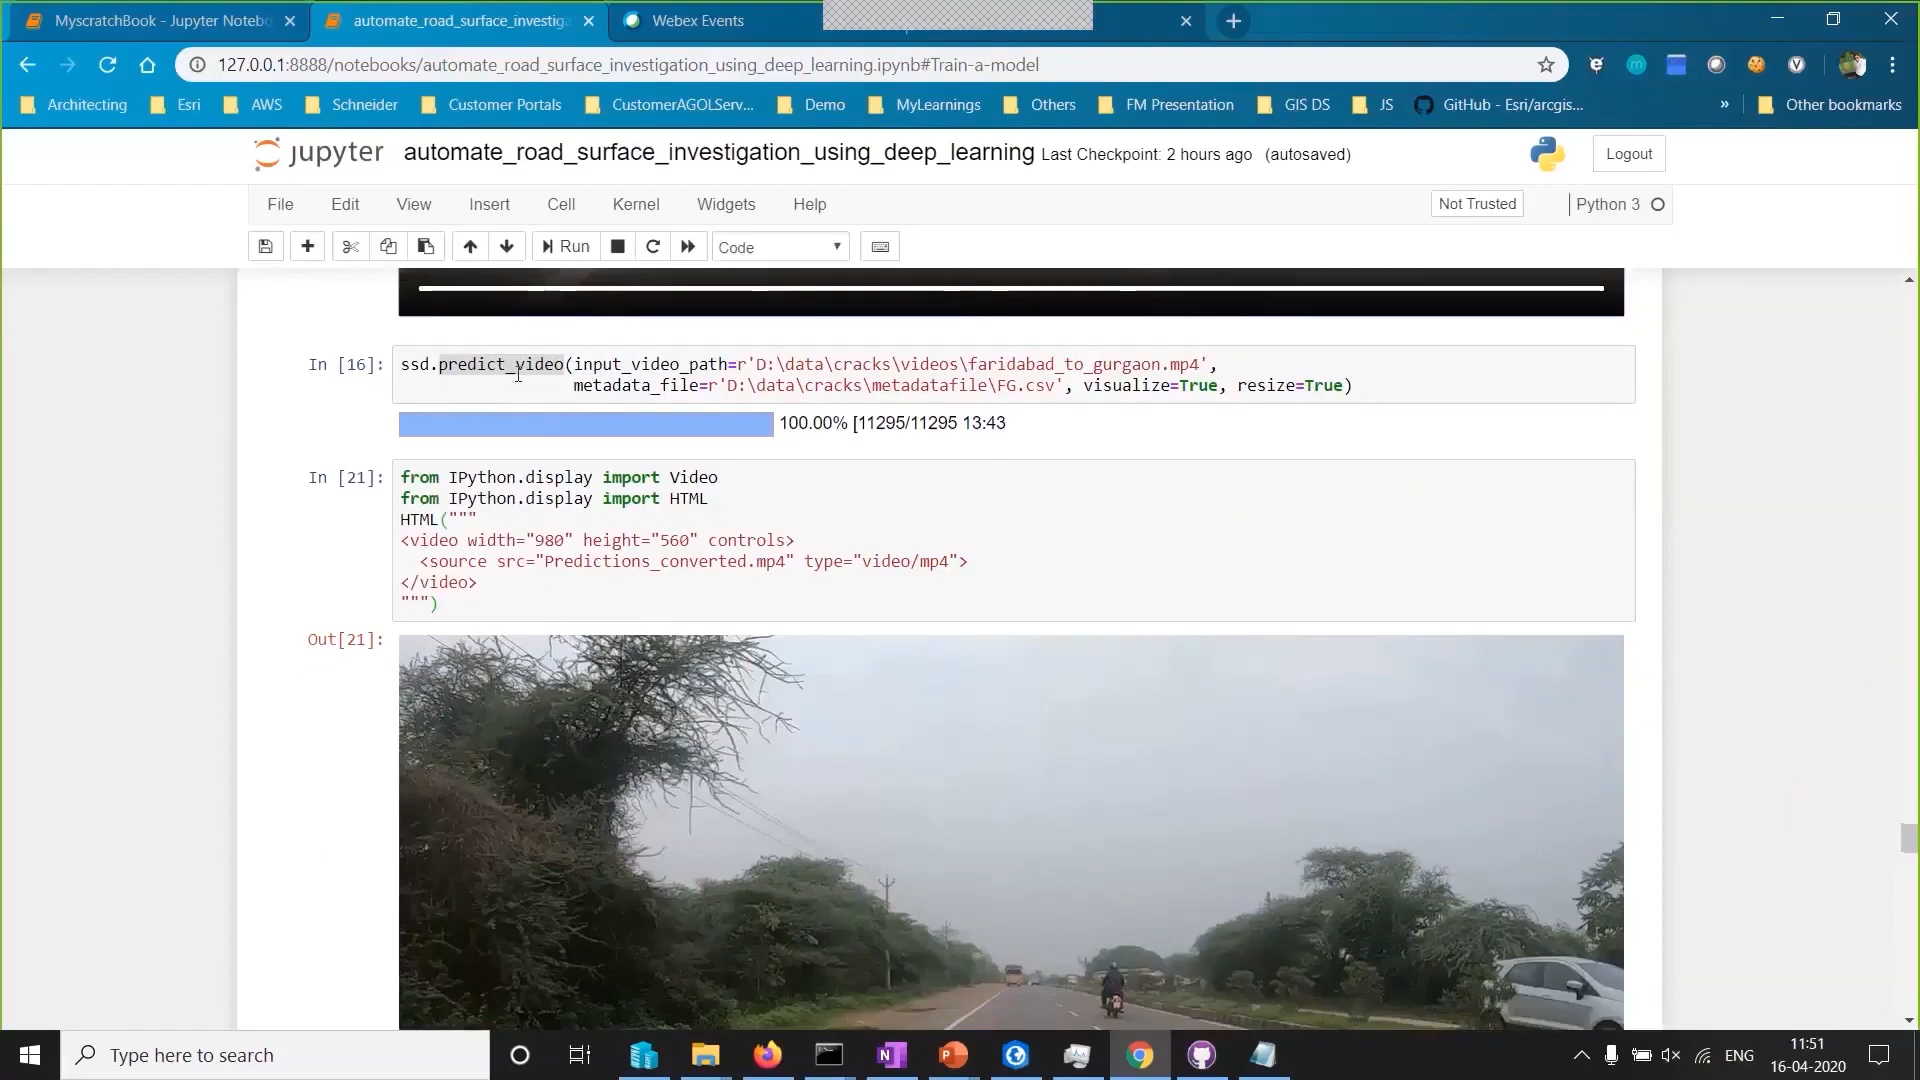 MyscratchBook - Jupyter Notebo
automate_road_surface_investiga
Webex Events
127.0.0.1:8888/notebooks/automate_road_surface_investigation_using_deep_learning.ipynb#Train-a-model
Architecting
Esri
AWS
Schneider
Customer Portals
CustomerAGOLServ...
Demo
MyLearnings
Others
FM Presentation
GIS DS
JS
GitHub - Esri/arcgis...
»
Other bookmarks
jupyter
automate_road_surface_investigation_using_deep_learning
Last Checkpoint: 2 hours ago (autosaved)
Logout
File
Edit
View
Insert
Cell
Kernel
Widgets
Help
Not Trusted
Python 3
Run
Code
In [16]:
ssd.predict_video(input_video_path=r'D:\data\cracks\videos\faridabad_to_gurgaon.mp4',
metadata_file=r'D:\data\cracks\metadatafile\FG.csv', visualize=True, resize=True)
100.00% [11295/11295 13:43
In [21]:
from IPython.display import Video
from IPython.display import HTML
HTML("""
<video width="980" height="560" controls>
<source src="Predictions_converted.mp4" type="video/mp4">
</video>
""")
Out[21]:
Type here to search
ENG
11:51
16-04-2020